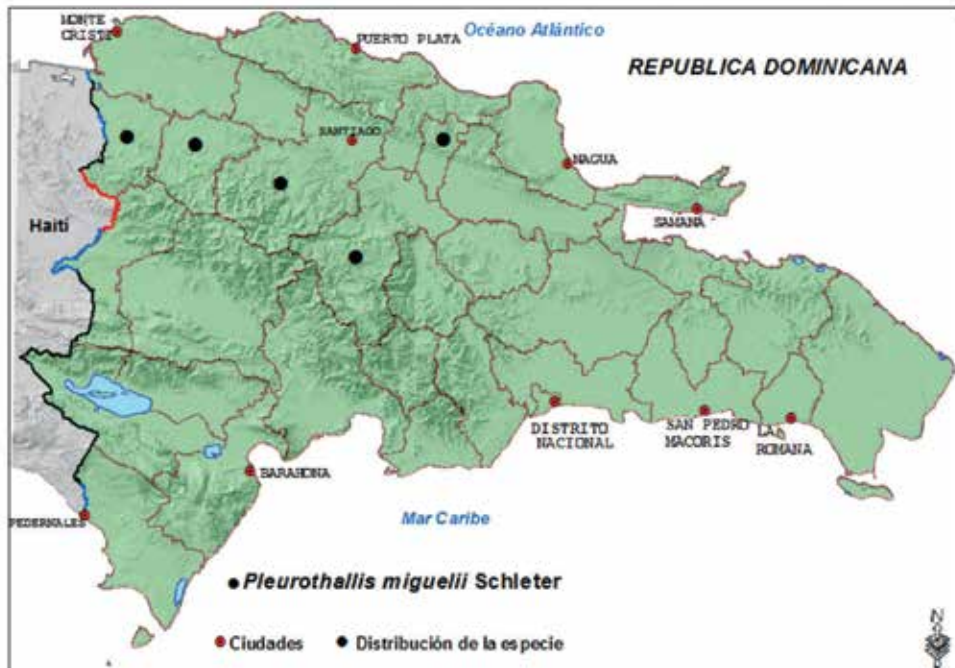 MONTE
CRISTI
PUERTO PLATA
Océano Atlántico
REPUBLICA DOMINICANA
SANTIAGO
NAGUA
SAMANA
Haití
DISTRITO
NACIONAL
SAN PEDRO
MACORIS
LA
ROMANA
BARAHONA
PEDERNALES
Mar Caribe
Pleurothallis miguelii Schleter
Ciudades
Distribución de la especie
N